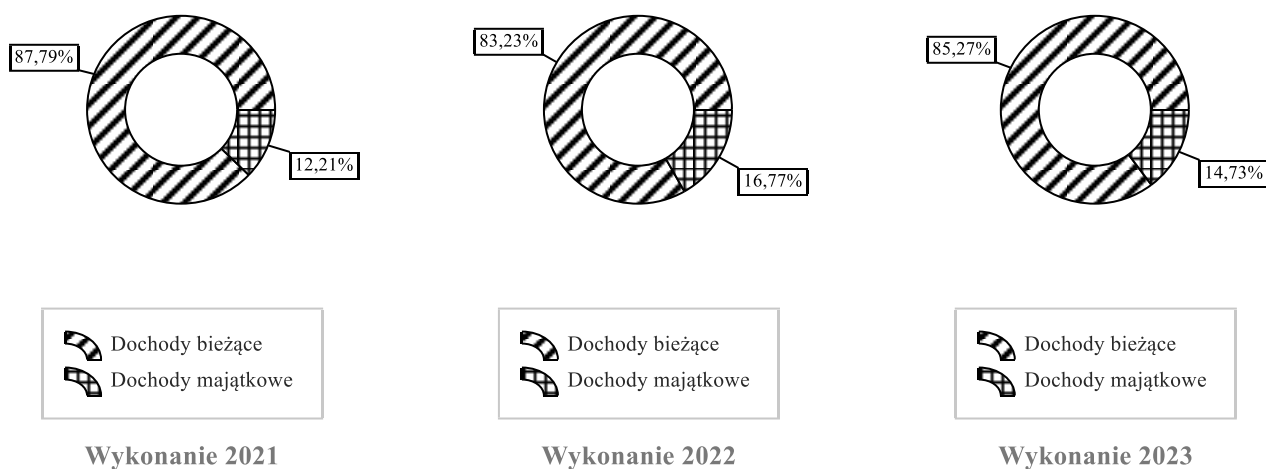 87,79%
12,21%
83,23%
16,77%
85,27%
14,73%
Dochody bieżące
Dochody majątkowe
Dochody bieżące
Dochody majątkowe
Dochody bieżące
Dochody majątkowe
Wykonanie 2021
Wykonanie 2022
Wykonanie 2023